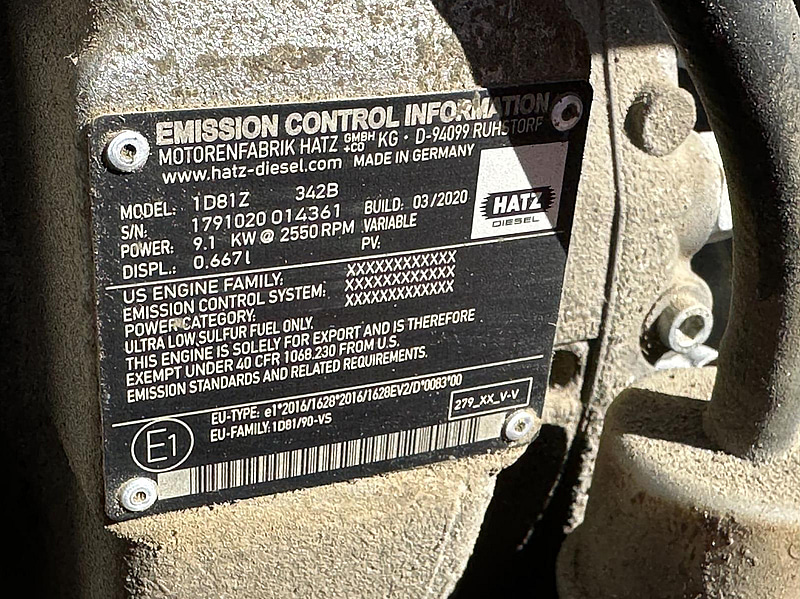 EMISSION CONTROL INFORMATION
MOTORENFABRIK HATZ GMBH +CO KG · D-94099 RUHSTORF
www.hatz-diesel.com MADE IN GERMANY
MODEL: 1D81Z 342B
S/N: 1791020 014361 BUILD: 03/2020
POWER: 9.1 KW @ 2550 RPM VARIABLE
DISPL.: 0.667 l PV:
HATZ
DIESEL
US ENGINE FAMILY: XXXXXXXXXXXX
EMISSION CONTROL SYSTEM: XXXXXXXXXXXX
POWER CATEGORY: XXXXXXXXXXXX
ULTRA LOW SULFUR FUEL ONLY.
THIS ENGINE IS SOLELY FOR EXPORT AND IS THEREFORE
EXEMPT UNDER 40 CFR 1068.230 FROM U.S.
EMISSION STANDARDS AND RELATED REQUIREMENTS.
E1
EU-TYPE: e1*2016/1628*2016/1628EV2/D*0083*00
EU-FAMILY: 1D81/90-VS
279_XX_V-V